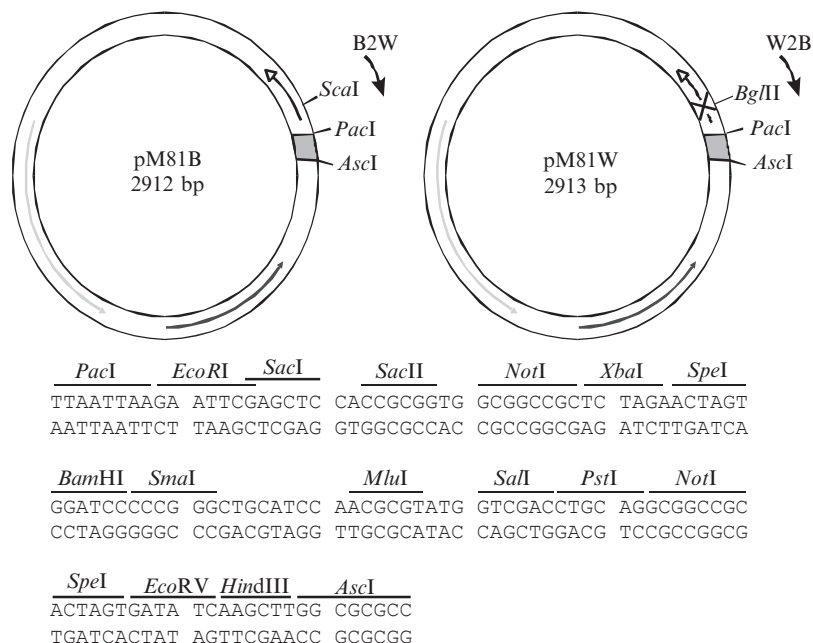 B2W
W2B
ScaI
BglII
PacI
PacI
AscI
AscI
pM81B
2912 bp
pM81W
2913 bp
PacI EcoRI SacI SacII NotI XbaI SpeI
TTAATTAAGA ATTCGAGCTC CACCGCGGTG GCGGCCGCTC TAGAACTAGT
AATTAATTCT TAAGCTCGAG GTGGCGCCAC CGCCGGCGAG ATCTTGATCA
BamHI SmaI MluI SalI PstI NotI
GGATCCCCCG GGCTGCATCC AACGCGTATG GTCGACCTGC AGGCGGCCGC
CCTAGGGGGC CCGACGTAGG TTGCGCATAC CAGCTGGACG TCCGCCGGCG
SpeI EcoRV HindIII AscI
ACTAGTGATA TCAAGCTTGG CGCGCC
TGATCACTAT AGTTCGAACC GCGCGG